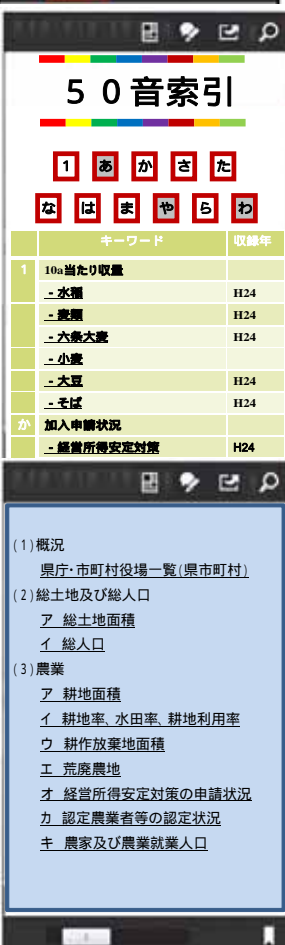 ５０音索引
1 あ か さ た
な は ま や ら わ
キーワード 収録年
1 10a当たり収量
- 水稲 H24
- 麦類 H24
- 六条大麦 H24
- 小麦
- 大豆 H24
- そば H24
か 加入申請状況
- 経営所得安定対策 H24
(1)概況
県庁・市町村役場一覧(県市町村)
(2)総土地及び総人口
ア 総土地面積
イ 総人口
(3)農業
ア 耕地面積
イ 耕地率、水田率、耕地利用率
ウ 耕作放棄地面積
エ 荒廃農地
オ 経営所得安定対策の申請状況
カ 認定農業者等の認定状況
キ 農家及び農業就業人口